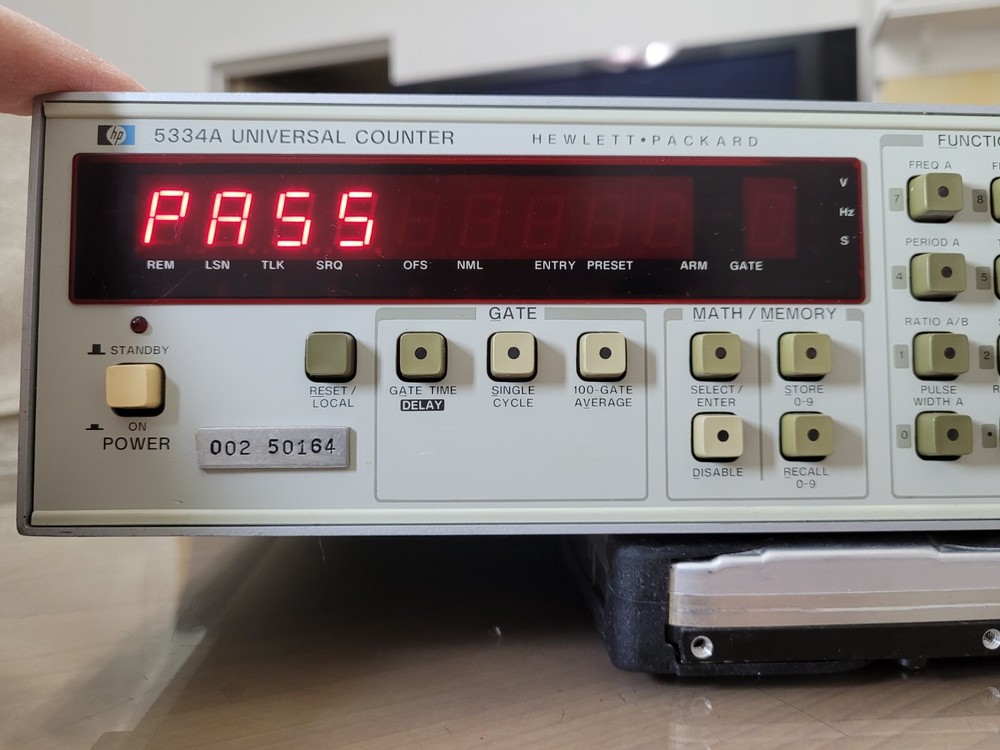 hp 5334A UNIVERSAL COUNTER HEWLETT•PACKARD
PASS
V
Hz
S
REM LSN TLK SRQ OFS NML ENTRY PRESET ARM GATE
STANDBY
ON
POWER
002 50164
RESET/
LOCAL
GATE
GATE TIME
DELAY
SINGLE
CYCLE
100-GATE
AVERAGE
MATH / MEMORY
SELECT/
ENTER
STORE
0-9
DISABLE
RECALL
0-9
FREQ A
7 8
PERIOD A
4 5
RATIO A/B
1 2
PULSE
WIDTH A
0